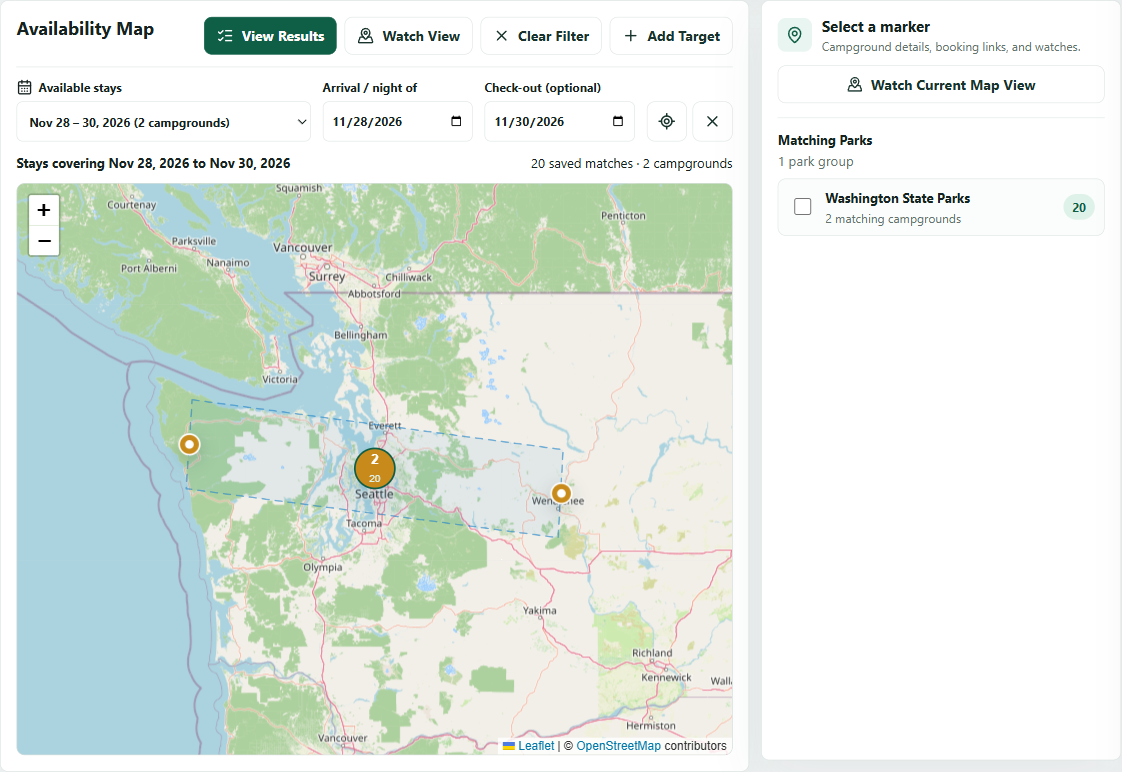 Availability Map
View Results
Watch View
Clear Filter
Add Target
Available stays
Arrival / night of
Check-out (optional)
Nov 28 – 30, 2026 (2 campgrounds)
11/28/2026
11/30/2026
Stays covering Nov 28, 2026 to Nov 30, 2026
20 saved matches · 2 campgrounds
+
−
Squamish
Courtenay
Penticton
Parksville
Vancouver
Nanaimo
Port Alberni
Surrey
Chilliwack
Abbotsford
Bellingham
Victoria
Everett
2
20
Seattle
Tacoma
Olympia
Yakima
Richland
Kennewick
Hermiston
Vancouver
Leaflet | © OpenStreetMap contributors
Select a marker
Campground details, booking links, and watches.
Watch Current Map View
Matching Parks
1 park group
Washington State Parks
2 matching campgrounds
20